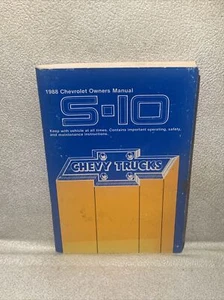 1988 Chevrolet Owners Manual
S-10
Keep with vehicle at all times. Contains important operating, safety,
and maintenance instructions.
CHEVY TRUCKS